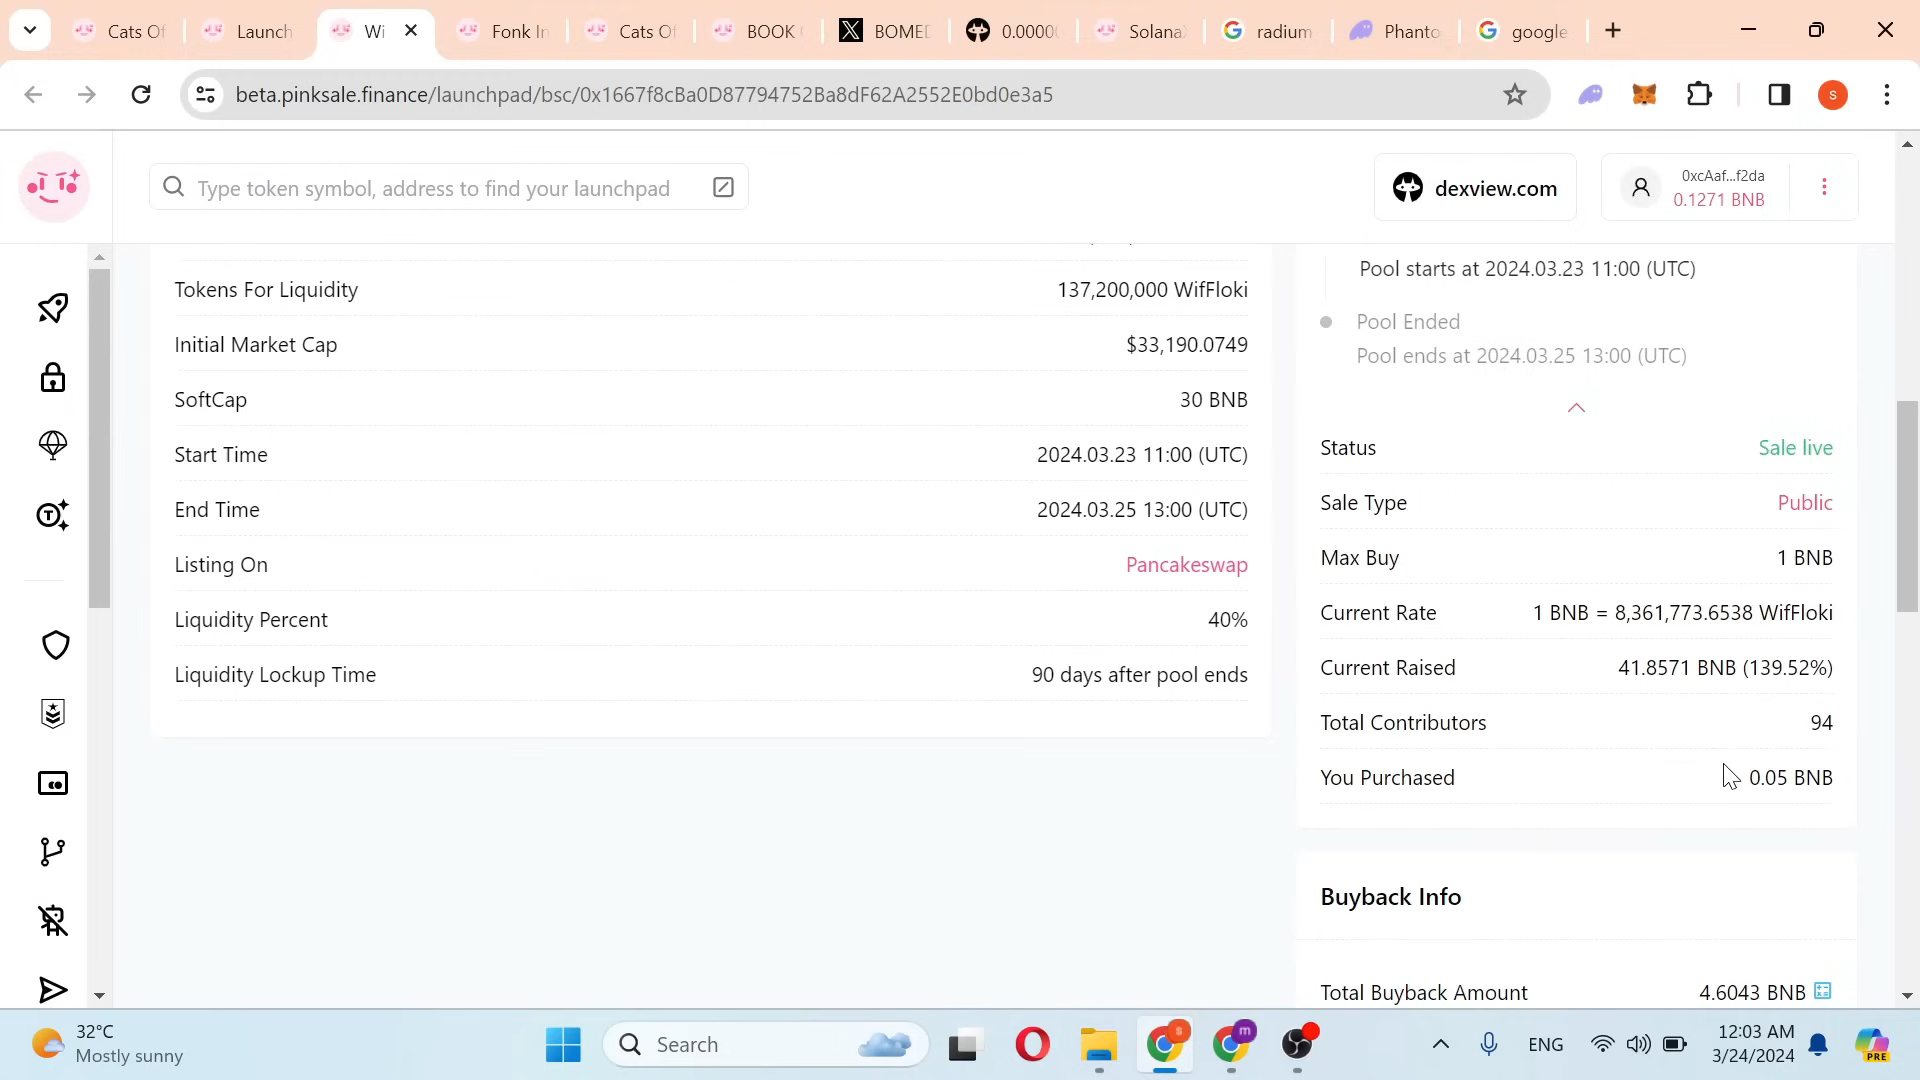 Cats Of
Launch
Wi
Fonk In
Cats Of
BOOK
BOMED
0.0000
Solana
radium
Phanto
google
beta.pinksale.finance/launchpad/bsc/0x1667f8cBa0D87794752Ba8dF62A2552E0bd0e3a5
S
Type token symbol, address to find your launchpad
dexview.com
0xcAaf...f2da
0.1271 BNB
Tokens For Liquidity 137,200,000 WifFloki
Initial Market Cap $33,190.0749
SoftCap 30 BNB
Start Time 2024.03.23 11:00 (UTC)
End Time 2024.03.25 13:00 (UTC)
Listing On Pancakeswap
Liquidity Percent 40%
Liquidity Lockup Time 90 days after pool ends
Pool starts at 2024.03.23 11:00 (UTC)
Pool Ended
Pool ends at 2024.03.25 13:00 (UTC)
Status Sale live
Sale Type Public
Max Buy 1 BNB
Current Rate 1 BNB = 8,361,773.6538 WifFloki
Current Raised 41.8571 BNB (139.52%)
Total Contributors 94
You Purchased 0.05 BNB
Buyback Info
Total Buyback Amount 4.6043 BNB
32°C
Mostly sunny
Search
s
m
ENG
12:03 AM
3/24/2024
PRE